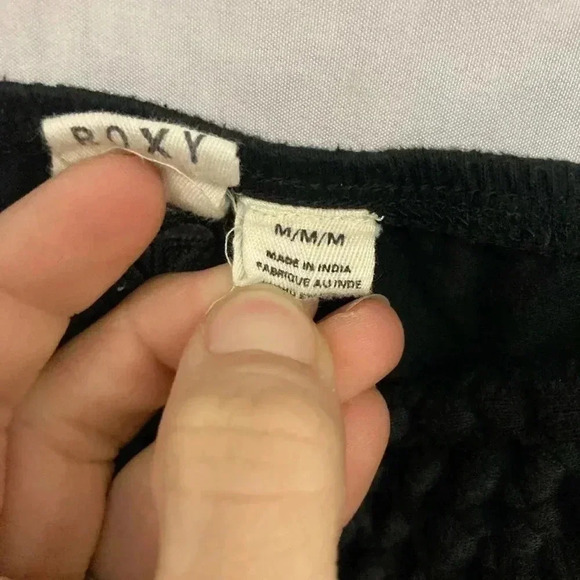 ROXY
M/M/M
MADE IN INDIA
FABRIQUE AU INDE